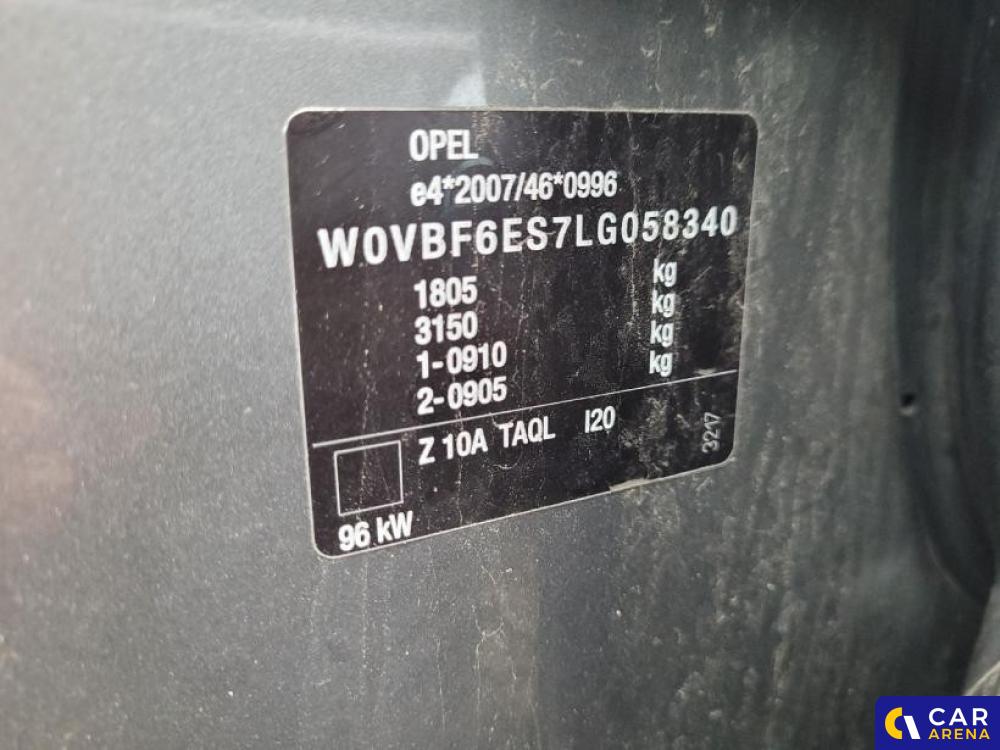 OPEL
e4*2007/46*0996
W0VBF6ES7LG058340
1805 kg
3150 kg
1-0910 kg
2-0905 kg
Z 10A TAQL I20
3217
96 kW
CAR
ARENA